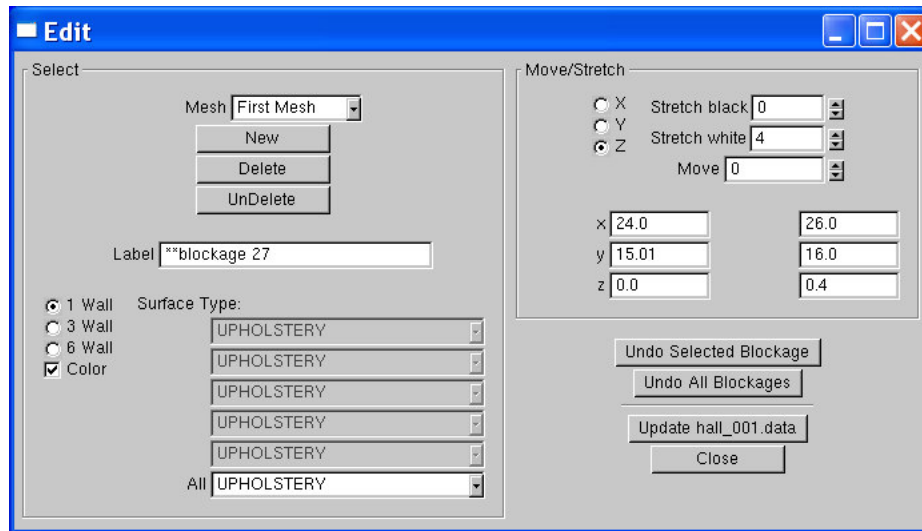 Edit
Select
Mesh First Mesh
New
Delete
UnDelete
Label **blockage 27
1 Wall
3 Wall
6 Wall
Color
Surface Type:
UPHOLSTERY
UPHOLSTERY
UPHOLSTERY
UPHOLSTERY
UPHOLSTERY
All UPHOLSTERY
Move/Stretch
X
Y
Z
Stretch black 0
Stretch white 4
Move 0
x 24.0 26.0
y 15.01 16.0
z 0.0 0.4
Undo Selected Blockage
Undo All Blockages
Update hall_001.data
Close